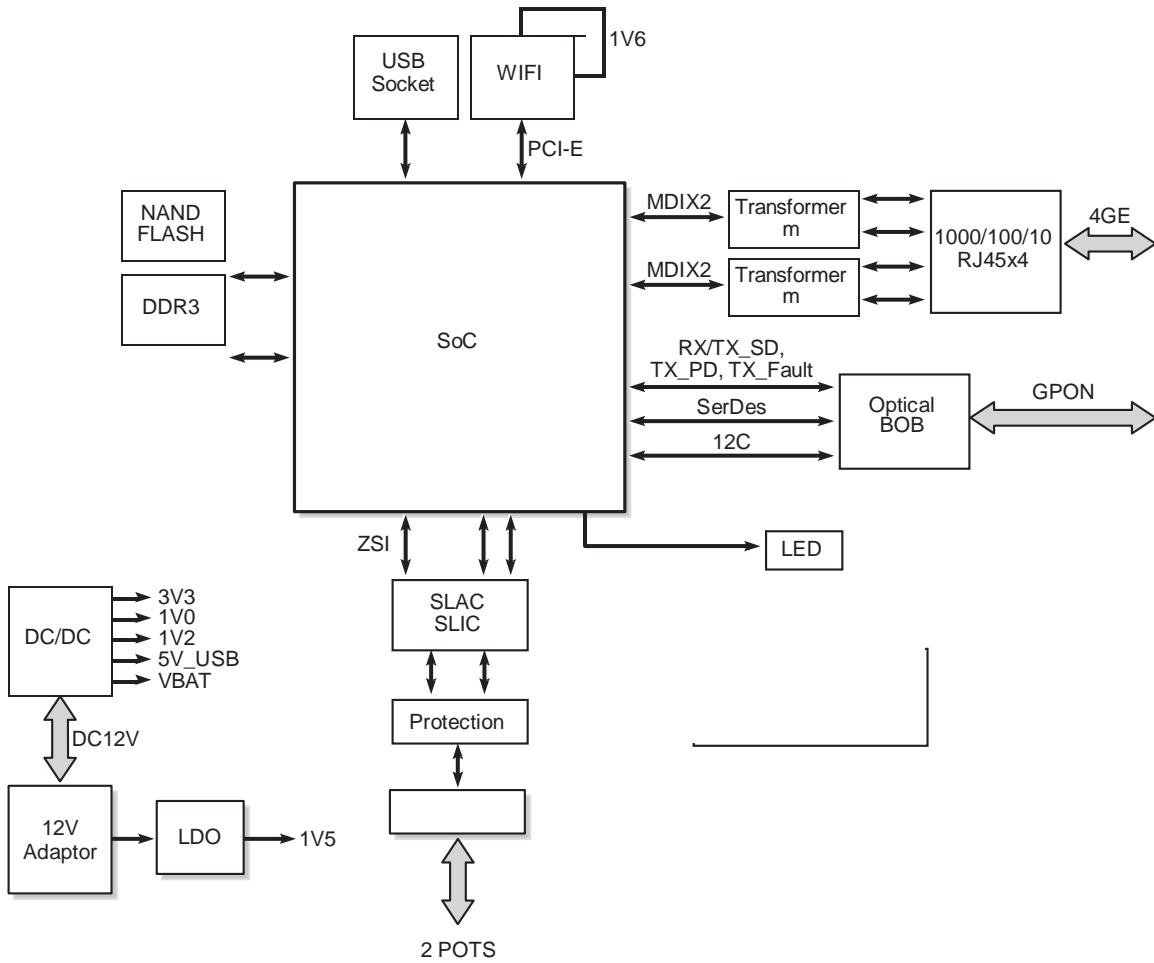 USB
Socket
WIFI
1V6
PCI-E
NAND
FLASH
DDR3
SoC
MDIX2
Transformer
m
MDIX2
Transformer
m
1000/100/10
RJ45x4
4GE
RX/TX_SD,
TX_PD, TX_Fault
SerDes
12C
Optical
BOB
GPON
ZSI
LED
SLAC
SLIC
Protection
2 POTS
DC/DC
3V3
1V0
1V2
5V_USB
VBAT
DC12V
12V
Adaptor
LDO
1V5